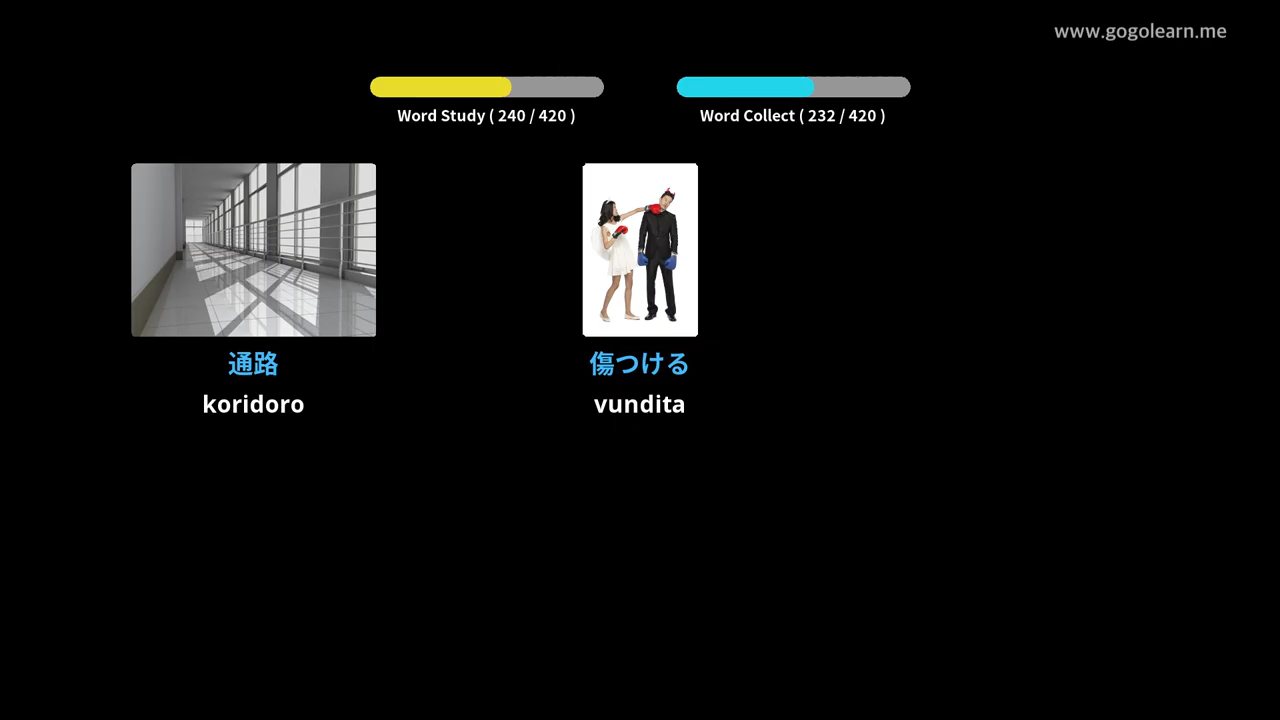 www.gogolearn.me
Word Study ( 240 / 420 )
Word Collect ( 232 / 420 )
通路
koridoro
傷つける
vundita